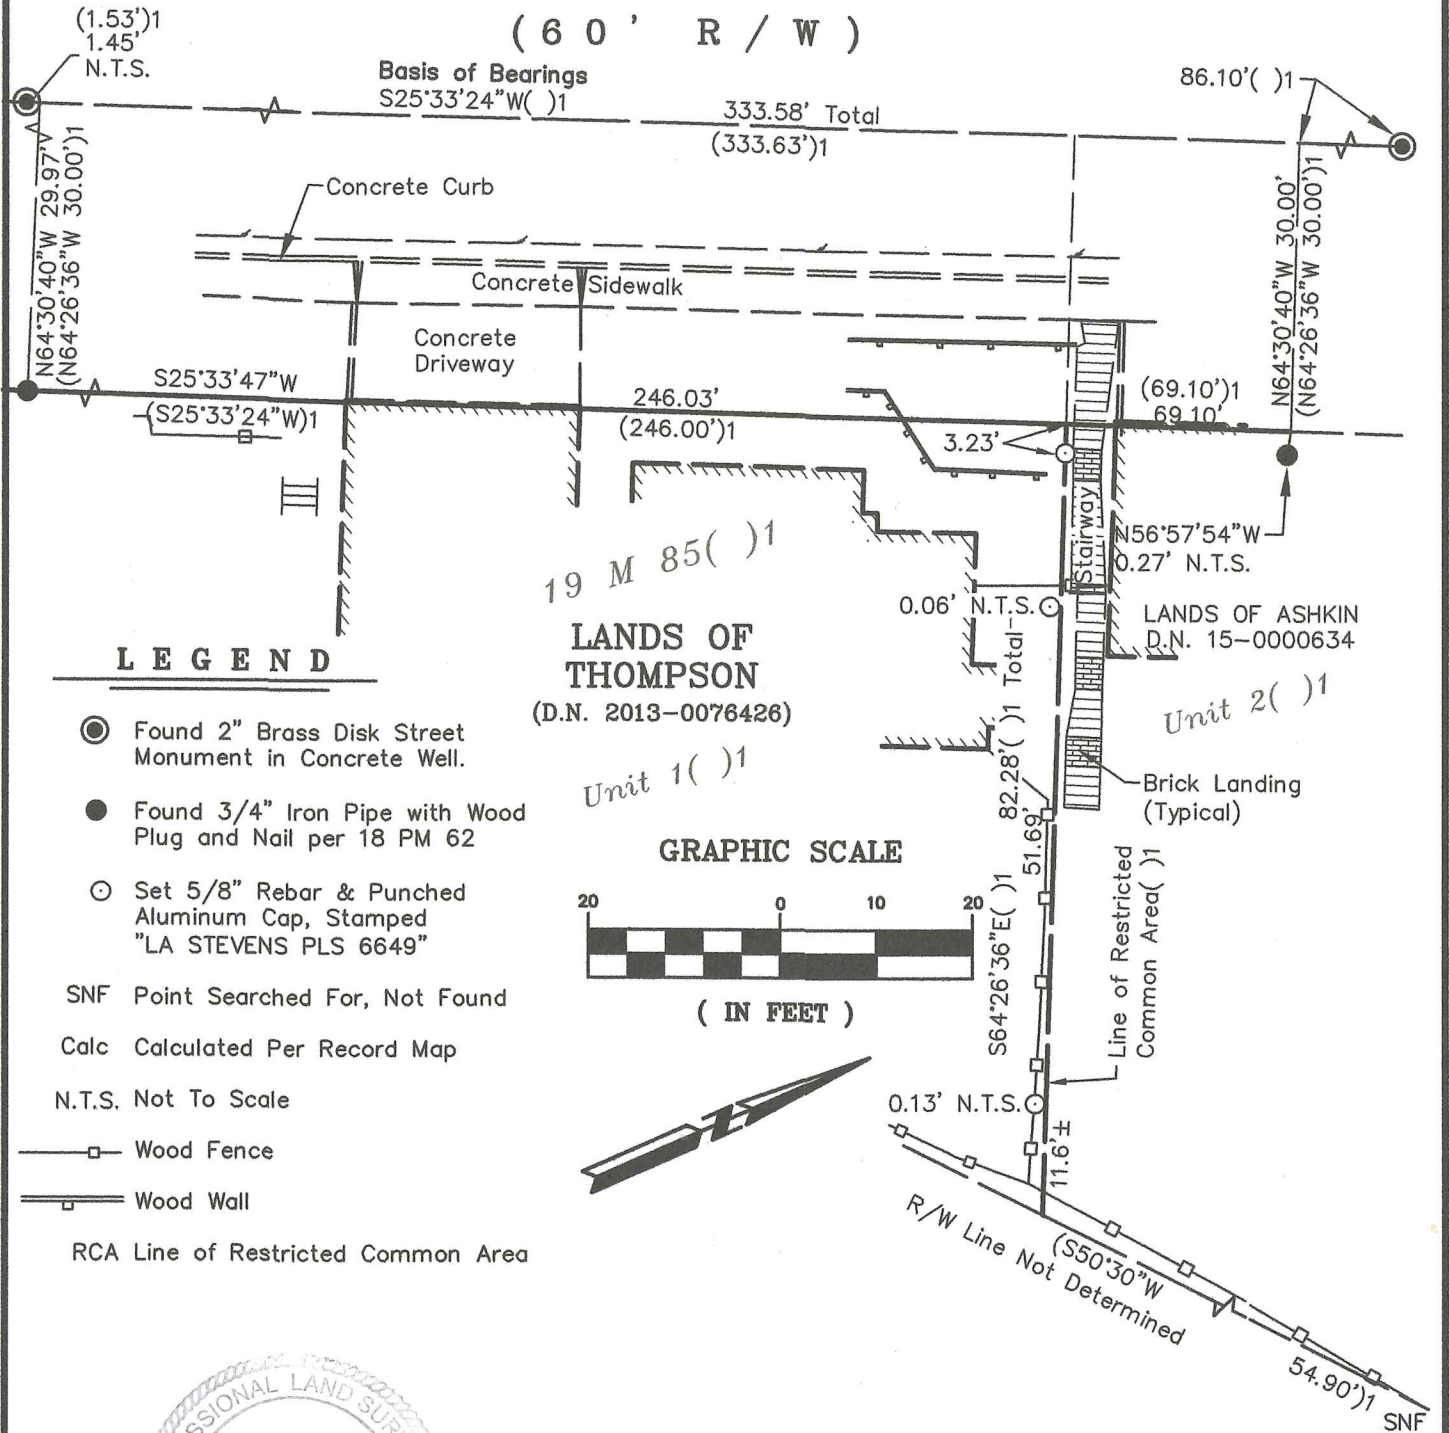 (1.53')1
1.45'
N.T.S.
(60' R/W)
Basis of Bearings
S25°33'24"W( )1
333.58' Total
(333.63')1
86.10'( )1
N64°30'40"W 29.97'
(N64°26'36"W 30.00')1
Concrete Curb
Concrete Sidewalk
Concrete
Driveway
N64°30'40"W 30.00'
(N64°26'36"W 30.00')1
S25°33'47"W
(S25°33'24"W)1
246.03'
(246.00')1
(69.10')1
69.10'
3.23'
Stairway
N56°57'54"W
0.27' N.T.S.
19 M 85( )1
0.06' N.T.S.
LANDS OF ASHKIN
D.N. 15-0000634
LANDS OF
THOMPSON
(D.N. 2013-0076426)
Unit 1( )1
Unit 2( )1
82.28'( )1 Total
51.69'
Brick Landing
(Typical)
LEGEND
Found 2" Brass Disk Street
Monument in Concrete Well.
Found 3/4" Iron Pipe with Wood
Plug and Nail per 18 PM 62
Set 5/8" Rebar & Punched
Aluminum Cap, Stamped
"LA STEVENS PLS 6649"
SNF Point Searched For, Not Found
Calc Calculated Per Record Map
N.T.S. Not To Scale
Wood Fence
Wood Wall
RCA Line of Restricted Common Area
GRAPHIC SCALE
20 0 10 20
( IN FEET )
N
S64°26'36"E( )1
Line of Restricted
Common Area( )1
0.13' N.T.S.
11.6'±
R/W Line Not Determined
(S50°30"W
54.90')1
SNF
SSIONAL LAND SUR